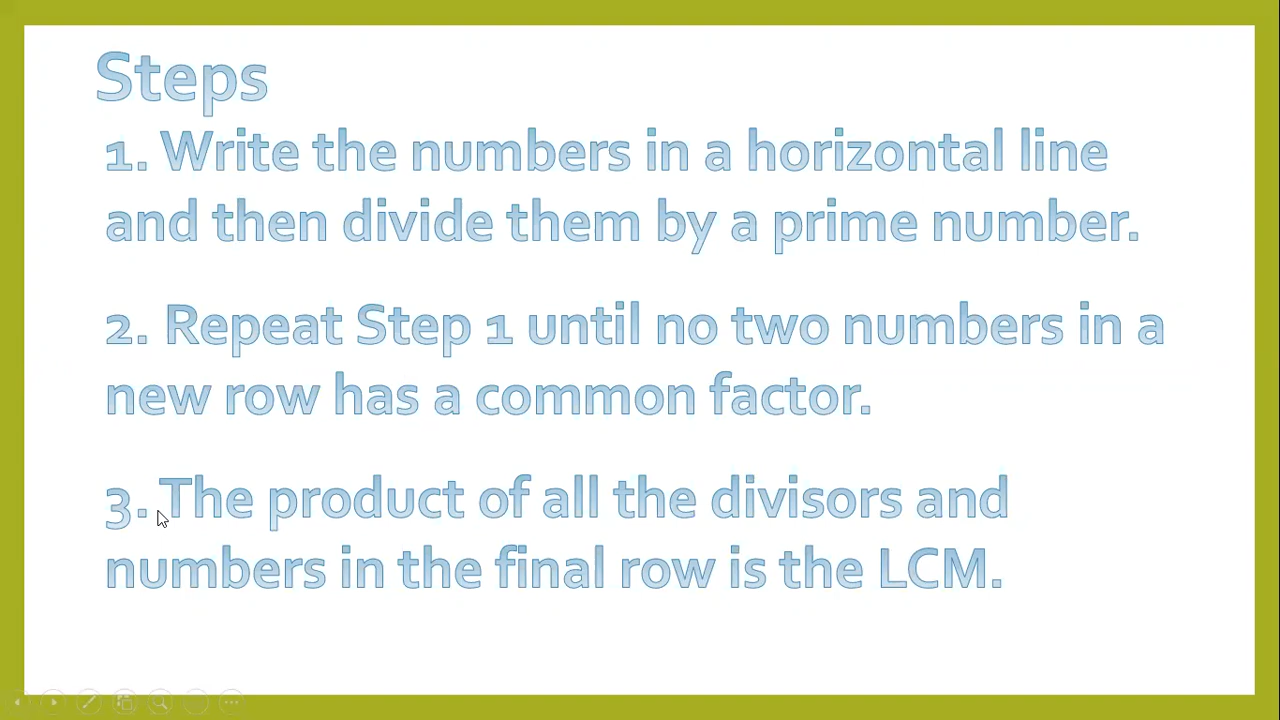 Steps
1. Write the numbers in a horizontal line
and then divide them by a prime number.
2. Repeat Step 1 until no two numbers in a
new row has a common factor.
3. The product of all the divisors and
numbers in the final row is the LCM.